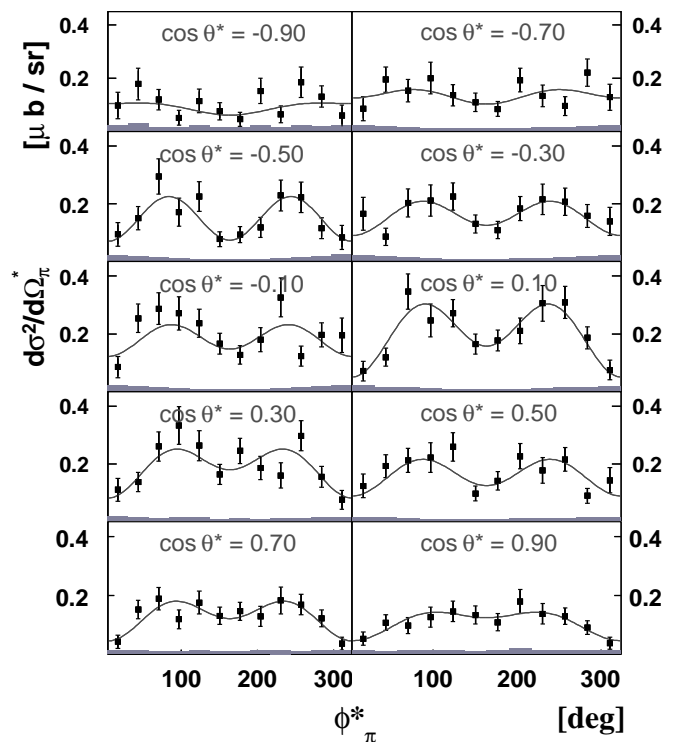 dσ²/dΩ*π [μ b / sr]
0.4 cos θ* = -0.90 cos θ* = -0.70 0.4
0.2 0.2
0.4 cos θ* = -0.50 cos θ* = -0.30 0.4
0.2 0.2
0.4 cos θ* = -0.10 cos θ* = 0.10 0.4
0.2 0.2
0.4 cos θ* = 0.30 cos θ* = 0.50 0.4
0.2 0.2
0.4 cos θ* = 0.70 cos θ* = 0.90 0.4
0.2 0.2
100 200 300 100 200 300
ϕ*π [deg]